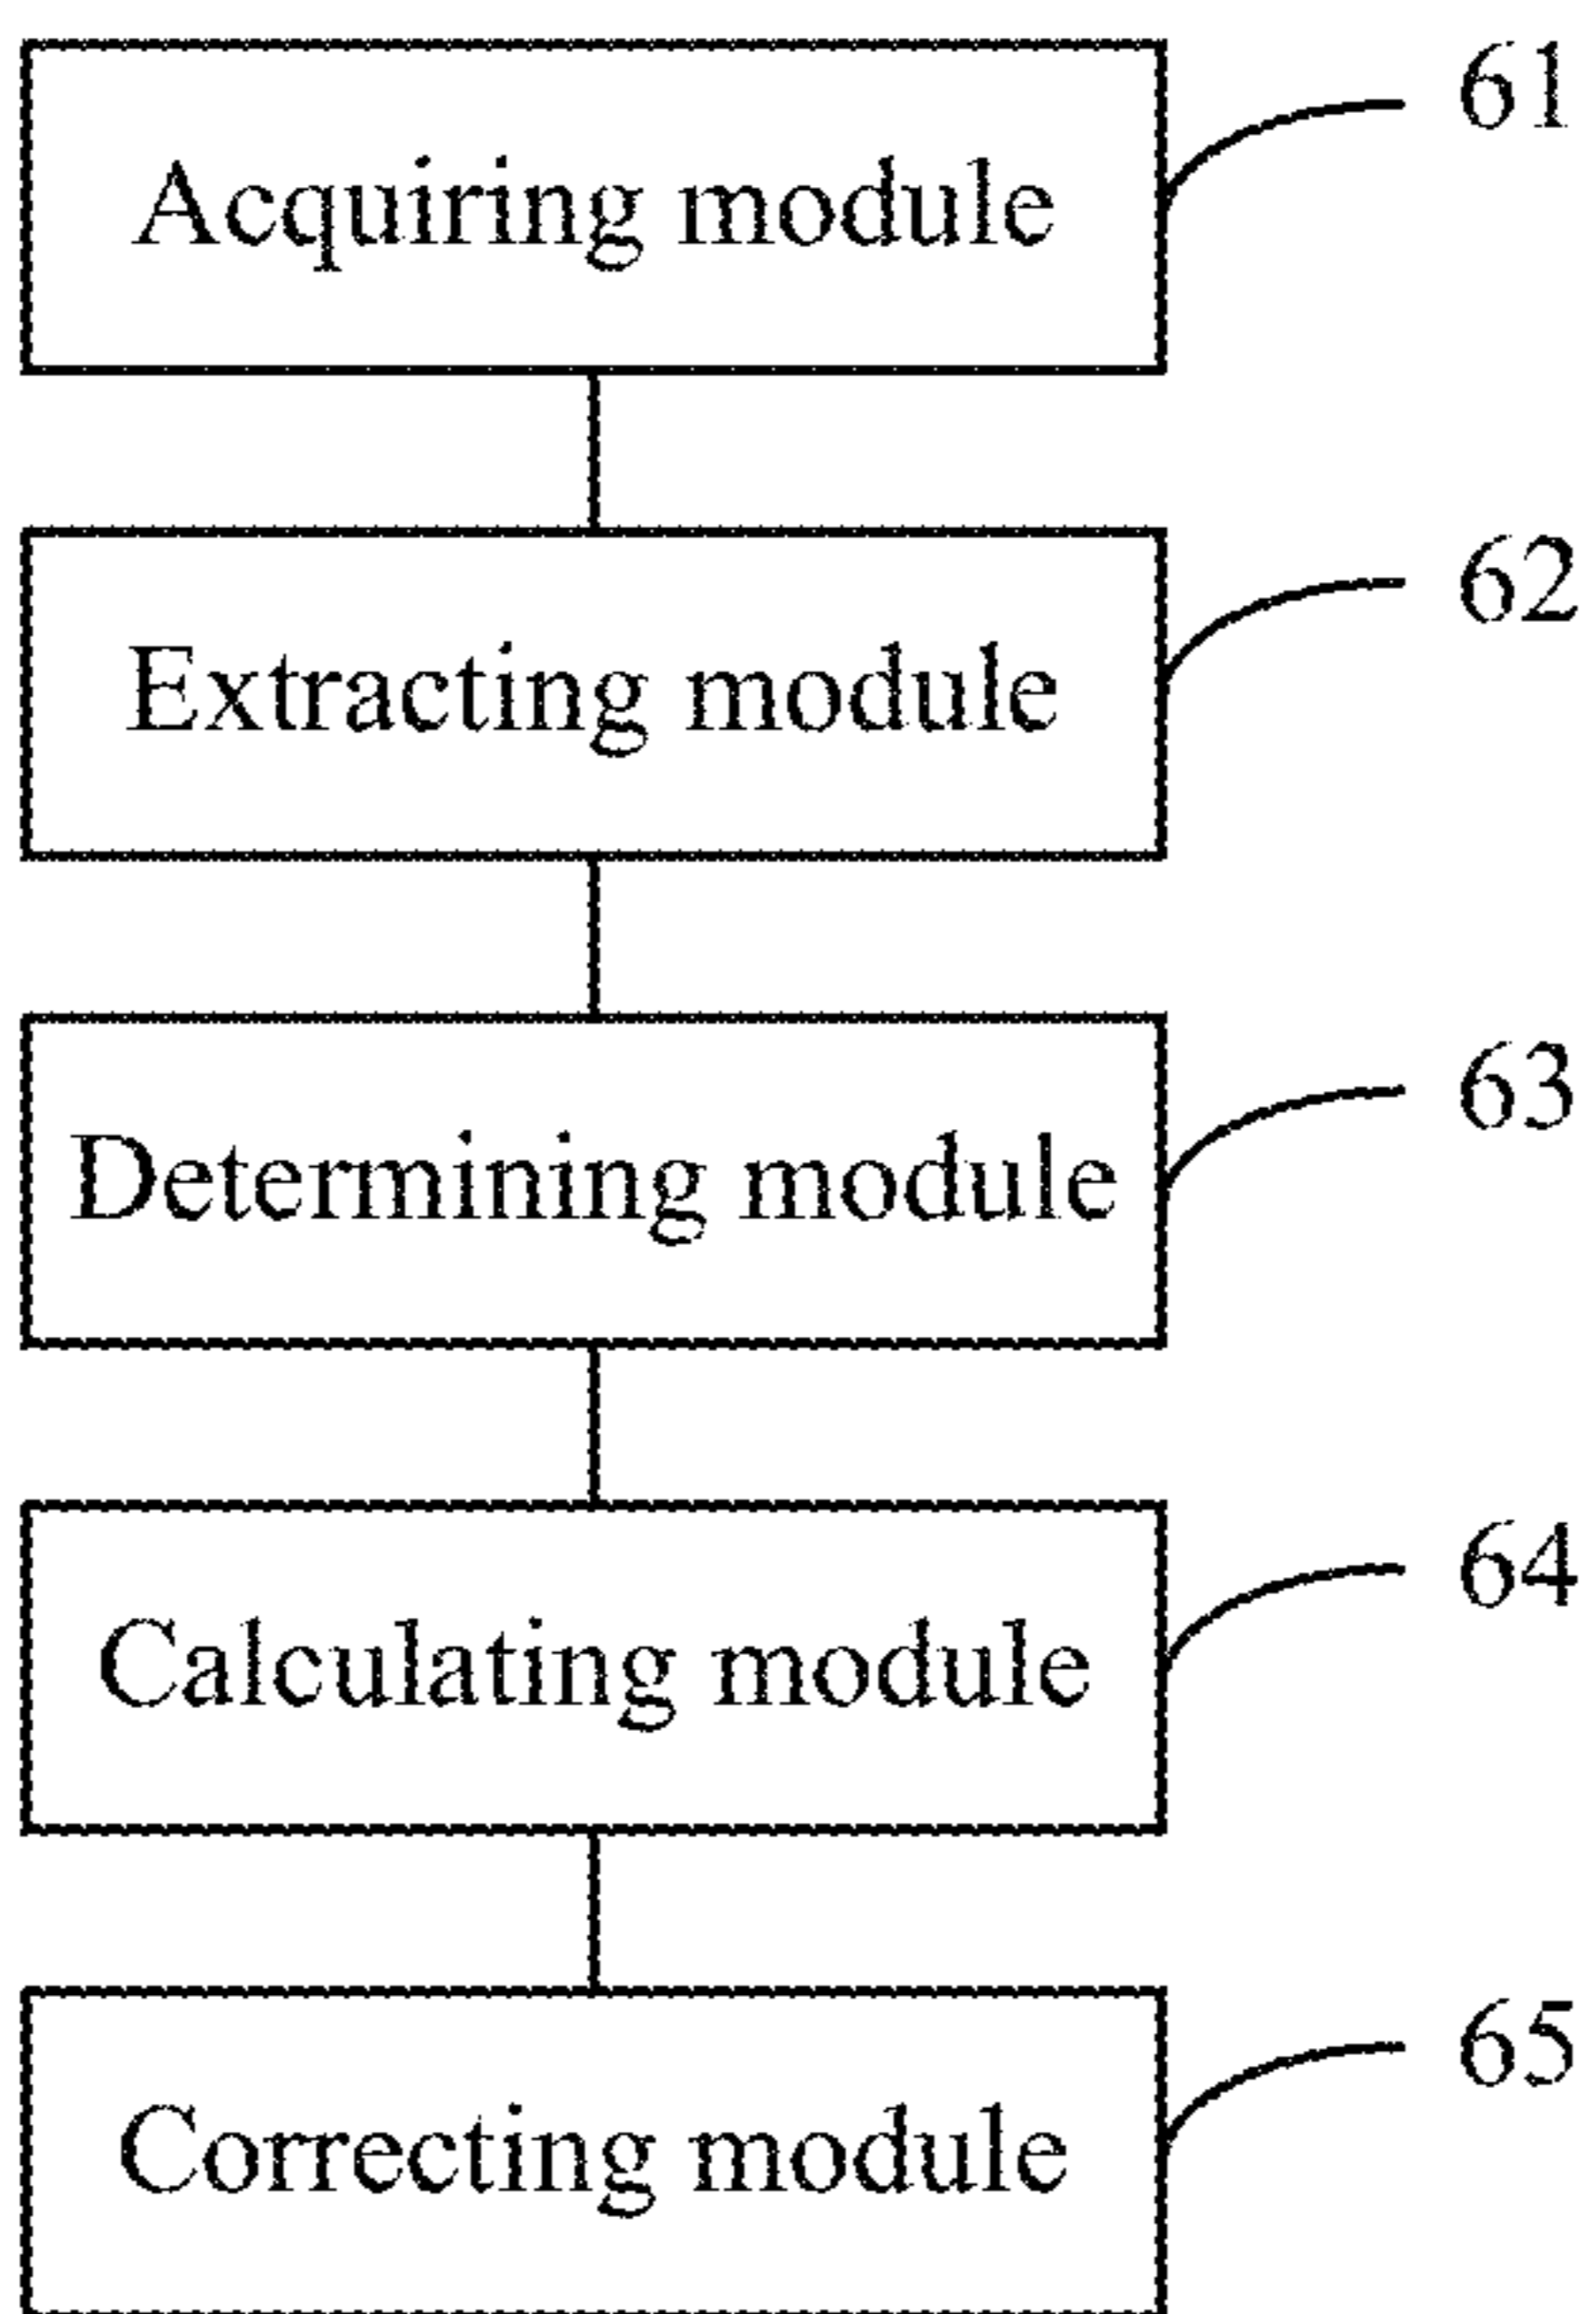 Acquiring module
61
Extracting module
62
Determining module
63
Calculating module
64
Correcting module
65